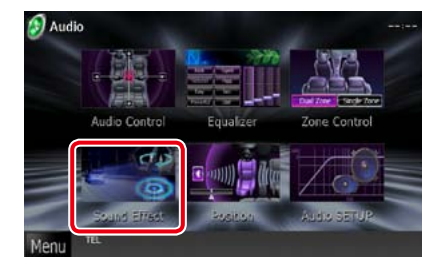 Audio --:--
Audio Control Equalizer Zone Control
Dual Zone Single Zone
Sound Effect Position Audio SETUP
Menu TEL